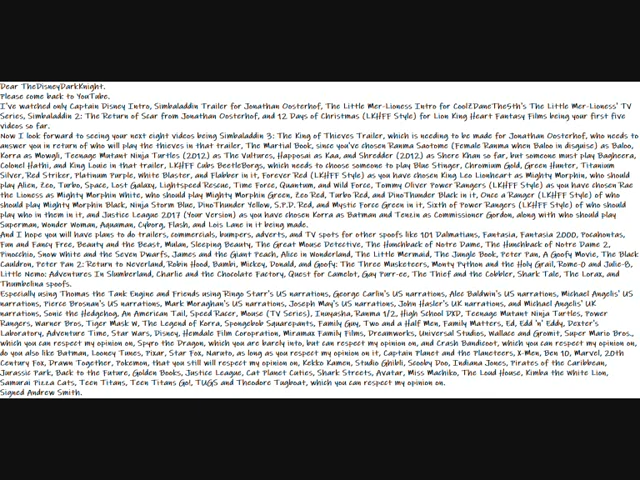 Dear TheDisneyDarkKnight.
Please come back to YouTube.
I've watched only Captain Disney Intro, Simbaladdin Trailer for Jonathan Oosterhof, The Little Mer-Lioness Intro for CoolZDaneThe5th's The Little Mer-Lioness' TV
Series, Simbaladdin 2: The Return of Scar from Jonathan Oosterhof, and 12 Days of Christmas (LKHFF Style) for Lion King Heart Fantasy Films being your first five
videos so far.
Now I look forward to seeing your next eight videos being Simbaladdin 3: The King of Thieves Trailer, which is needing to be made for Jonathan Oosterhof, who needs to
answer you in return of who will play the thieves in that trailer, The Martial Book, since you've chosen Ranma Saotome (Female Ranma when Baloo in disguise) as Baloo,
Korra as Mowgli, Teenage Mutant Ninja Turtles (2012) as The Vultures, Happosai as Kaa, and Shredder (2012) as Shere Khan so far, but someone must play Bagheera,
Colonel Hathi, and King Louie in that trailer, LKHFF Cubs BeetleBorgs, which needs to choose someone to play Blue Stinger, Chromium Gold, Green Hunter, Titanium
Silver, Red Striker, Platinum Purple, White Blaster, and Flabber in it, Forever Red (LKHFF Style) as you have chosen King Leo Lionheart as Mighty Morphin, who should
play Alien, Zeo, Turbo, Space, Lost Galaxy, Lightspeed Rescue, Time Force, Quantum, and Wild Force, Tommy Oliver Power Rangers (LKHFF Style) as you have chosen Rae
the Lioness as Mighty Morphin White, who should play Mighty Morphin Green, Zeo Red, Turbo Red, and DinoThunder Black in it, Once a Ranger (LKHFF Style) of who
should play Mighty Morphin Black, Ninja Storm Blue, DinoThunder Yellow, S.P.D. Red, and Mystic Force Green in it, Sixth of Power Rangers (LKHFF Style) of who should
play who in them in it, and Justice League 2017 (Your Version) as you have chosen Korra as Batman and Tenzin as Commissioner Gordon, along with who should play
Superman, Wonder Woman, Aquaman, Cyborg, Flash, and Lois Lane in it being made.
And I hope you will have plans to do trailers, commercials, bumpers, adverts, and TV spots for other spoofs like 101 Dalmatians, Fantasia, Fantasia 2000, Pocahontas,
Fun and Fancy Free, Beauty and the Beast, Mulan, Sleeping Beauty, The Great Mouse Detective, The Hunchback of Notre Dame, The Hunchback of Notre Dame 2,
Pinocchio, Snow White and the Seven Dwarfs, James and the Giant Peach, Alice in Wonderland, The Little Mermaid, The Jungle Book, Peter Pan, A Goofy Movie, The Black
Cauldron, Peter Pan 2: Return to Neverland, Robin Hood, Bambi, Mickey, Donald, and Goofy: The Three Musketeers, Monty Python and the Holy Grail, Rome-O and Julie-8,
Little Nemo: Adventures In Slumberland, Charlie and the Chocolate Factory, Quest for Camelot, Gay Purr-ee, The Thief and the Cobbler, Shark Tale, The Lorax, and
Thumbelina spoofs.
Especially using Thomas the Tank Engine and Friends using Ringo Starr's US narrations, George Carlin's US narrations, Alec Baldwin's US narrations, Michael Angelis' US
narrations, Pierce Brosnan's US narrations, Mark Moraghan's US narrations, Joseph May's US narrations, John Hasler's UK narrations, and Michael Angelis' UK
narrations, Sonic the Hedgehog, An American Tail, Speed Racer, Mouse (TV Series), Inuyasha, Ranma 1/2, High School DXD, Teenage Mutant Ninja Turtles, Power
Rangers, Warner Bros, Tiger Mask W, The Legend of Korra, Spongebob Squarepants, Family Guy, Two and a Half Men, Family Matters, Ed, Edd 'n' Eddy, Dexter's
Laboratory, Adventure Time, Star Wars, Disney, Hemdale Film Coropration, Miramax Family Films, Dreamworks, Universal Studios, Wallace and Gromit, Super Mario Bros.,
which you can respect my opinion on, Spyro the Dragon, which you are barely into, but can respect my opinion on, and Crash Bandicoot, which you can respect my opinion on,
do you also like Batman, Looney Tunes, Pixar, Star Fox, Naruto, as long as you respect my opinion on it, Captain Planet and the Planeteers, X-Men, Ben 10, Marvel, 20th
Century Fox, Drawn Together, Pokemon, that you still will respect my opinion on, Kekko Kamen, Studio Ghibli, Scooby Doo, Indiana Jones, Pirates of the Caribbean,
Jurassic Park, Back to the Future, Golden Books, Justice League, Cat Planet Cuties, Shark Streets, Avatar, Miss Machiko, The Loud House, Kimba the White Lion,
Samurai Pizza Cats, Teen Titans, Teen Titans Go!, TUGS and Theodore Tugboat, which you can respect my opinion on.
Signed Andrew Smith.